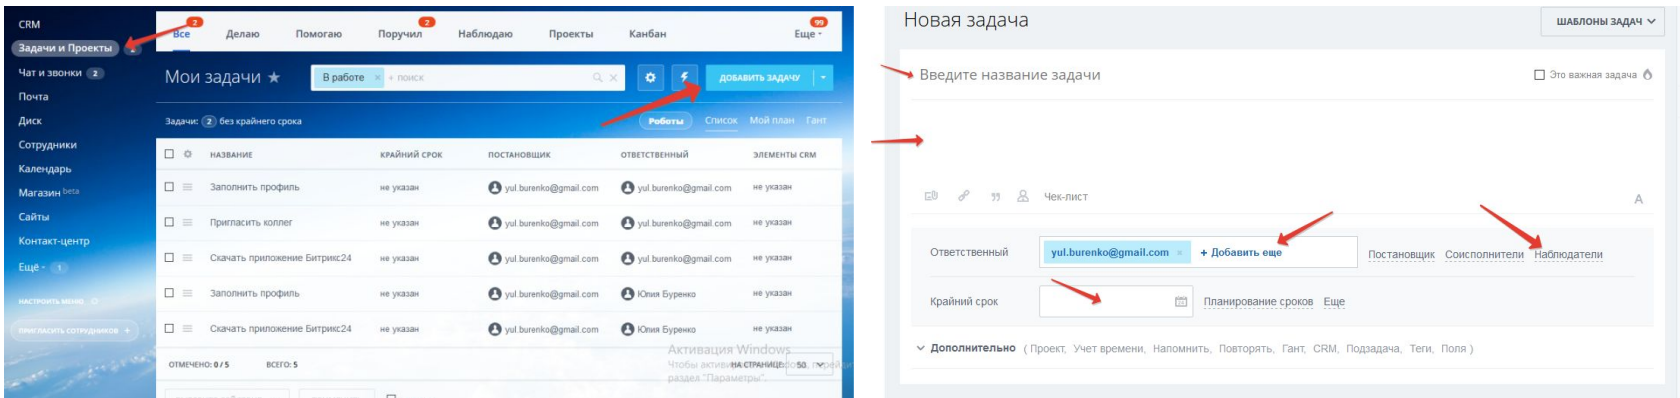 CRM
Задачи и Проекты 2
Чат и звонки 2
Почта
Диск
Сотрудники
Календарь
Магазин beta
Сайты
Контакт-центр
Ещё - 1
НАСТРОИТЬ МЕНЮ
ПРИГЛАСИТЬ СОТРУДНИКОВ +
2 2 99
Все Делаю Помогаю Поручил Наблюдаю Проекты Канбан Еще
Мои задачи ★ В работе × + поиск ДОБАВИТЬ ЗАДАЧУ
Задачи: 2 без крайнего срока Роботы Список Мой план Гант
НАЗВАНИЕ КРАЙНИЙ СРОК ПОСТАНОВЩИК ОТВЕТСТВЕННЫЙ ЭЛЕМЕНТЫ CRM
Заполнить профиль не указан yul.burenko@gmail.com yul.burenko@gmail.com не указан
Пригласить коллег не указан yul.burenko@gmail.com yul.burenko@gmail.com не указан
Скачать приложение Битрикс24 не указан yul.burenko@gmail.com yul.burenko@gmail.com не указан
Заполнить профиль не указан yul.burenko@gmail.com Юлия Буренко не указан
Скачать приложение Битрикс24 не указан yul.burenko@gmail.com Юлия Буренко не указан
Активация Windows
ОТМЕЧЕНО: 0 / 5 ВСЕГО: 5 НА СТРАНИЦЕ: 50
раздел "Параметры".
Новая задача ШАБЛОНЫ ЗАДАЧ
Введите название задачи Это важная задача
Чек-лист A
Ответственный yul.burenko@gmail.com × + Добавить еще Постановщик Соисполнители Наблюдатели
Крайний срок Планирование сроков Еще
Дополнительно ( Проект, Учет времени, Напомнить, Повторять, Гант, CRM, Подзадача, Теги, Поля )